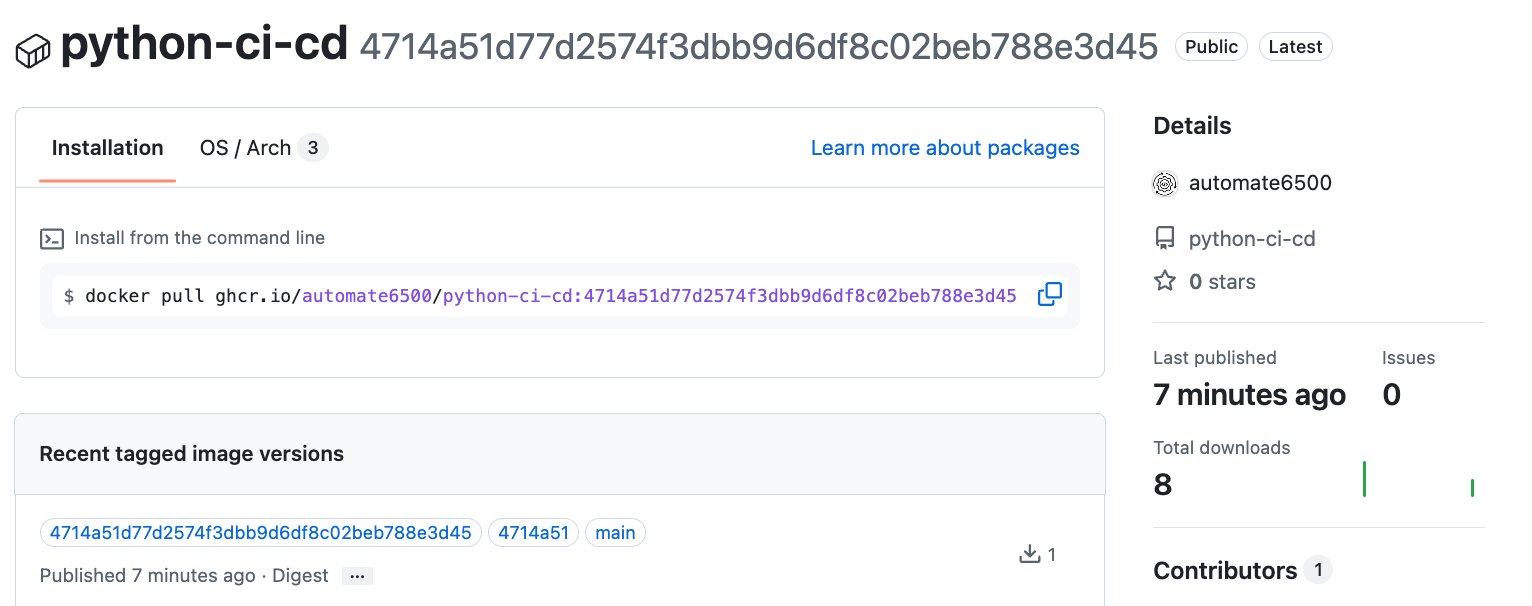 python-ci-cd 4714a51d77d2574f3dbb9d6df8c02beb788e3d45 Public Latest
Installation OS / Arch 3 Learn more about packages
Install from the command line
$ docker pull ghcr.io/automate6500/python-ci-cd:4714a51d77d2574f3dbb9d6df8c02beb788e3d45
Recent tagged image versions
4714a51d77d2574f3dbb9d6df8c02beb788e3d45 4714a51 main
Published 7 minutes ago · Digest ···
1
Details
automate6500
python-ci-cd
0 stars
Last published Issues
7 minutes ago 0
Total downloads
8
Contributors 1